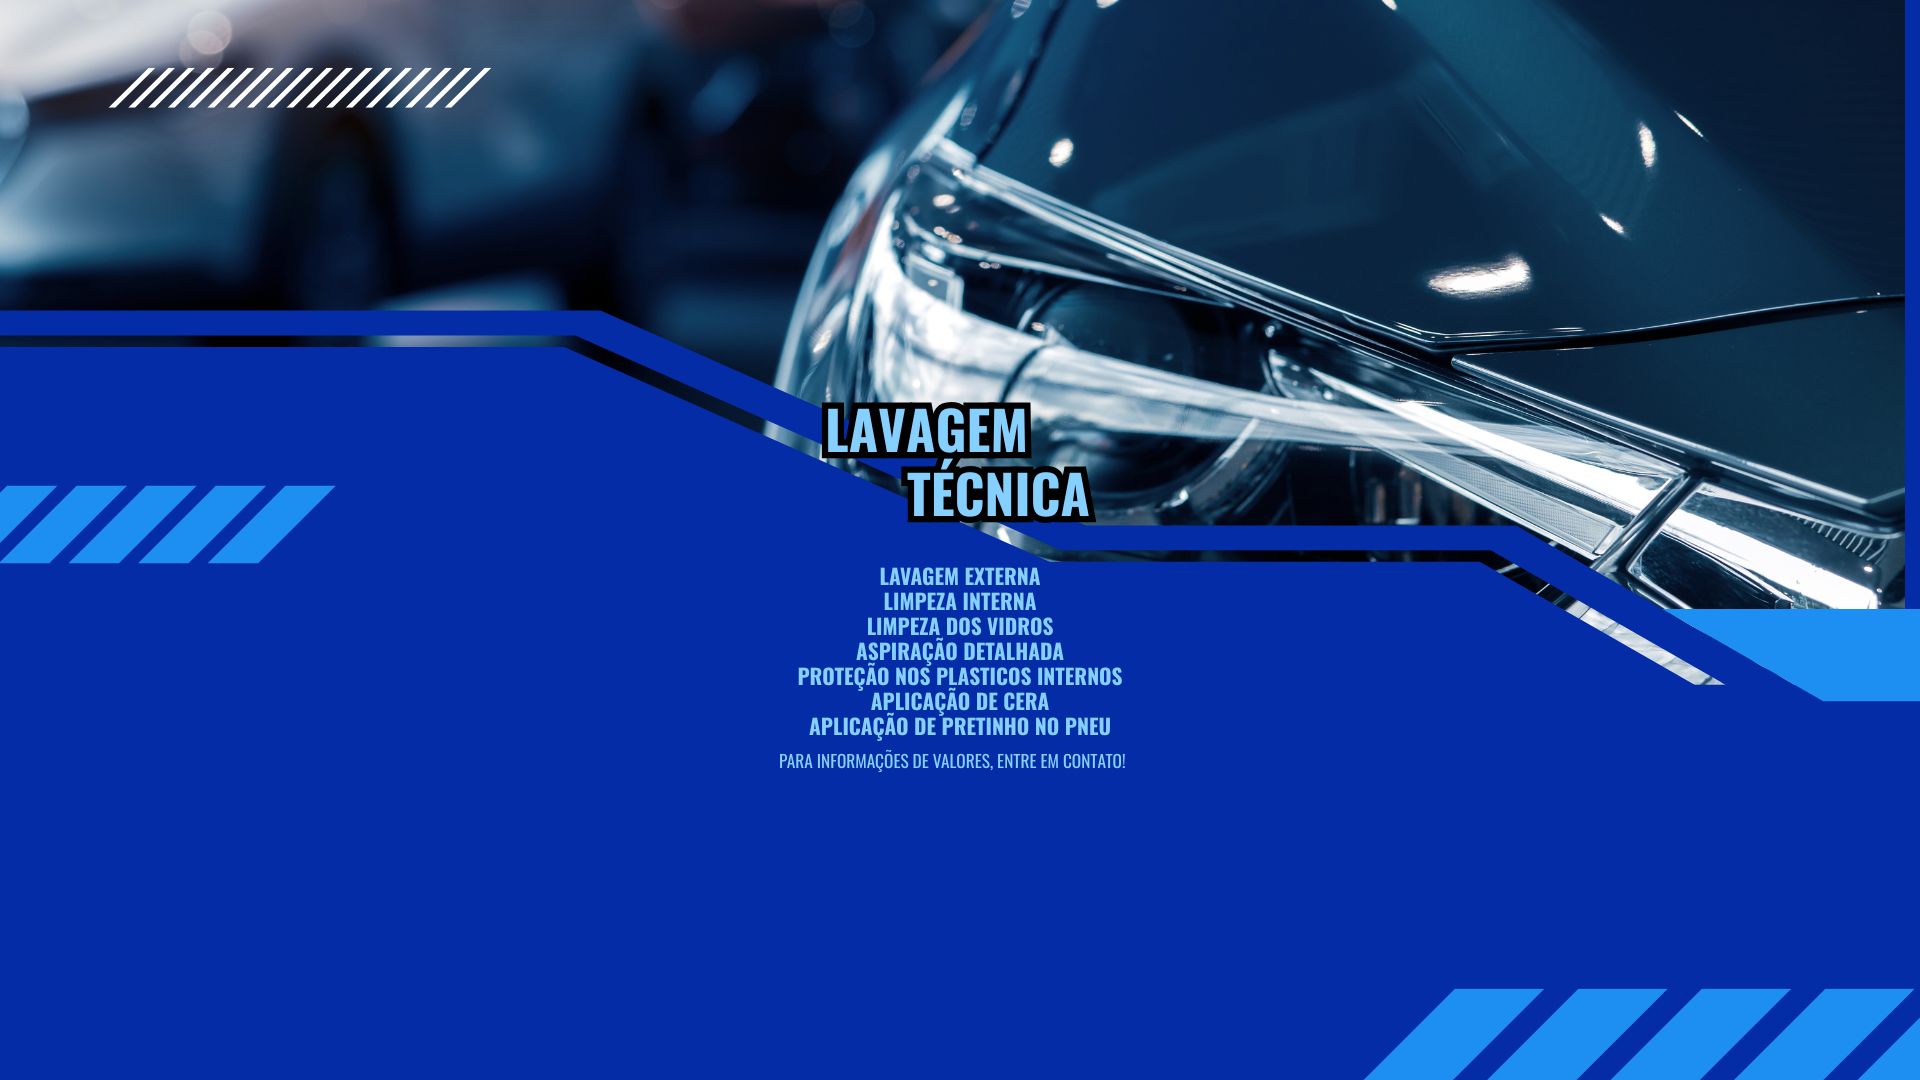 LAVAGEM
TÉCNICA
LAVAGEM EXTERNA
LIMPEZA INTERNA
LIMPEZA DOS VIDROS
ASPIRAÇÃO DETALHADA
PROTEÇÃO NOS PLASTICOS INTERNOS
APLICAÇÃO DE CERA
APLICAÇÃO DE PRETINHO NO PNEU
PARA INFORMAÇÕES DE VALORES, ENTRE EM CONTATO!